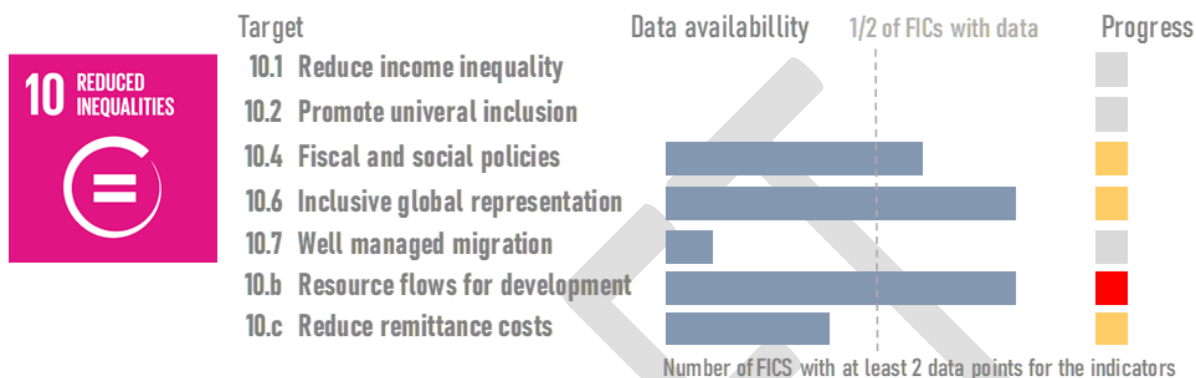 Target Data availabillity 1/2 of FICs with data Progress
10 REDUCED INEQUALITIES
10.1 Reduce income inequality
10.2 Promote univeral inclusion
10.4 Fiscal and social policies
10.6 Inclusive global representation
10.7 Well managed migration
10.b Resource flows for development
10.c Reduce remittance costs
Number of FICS with at least 2 data points for the indicators